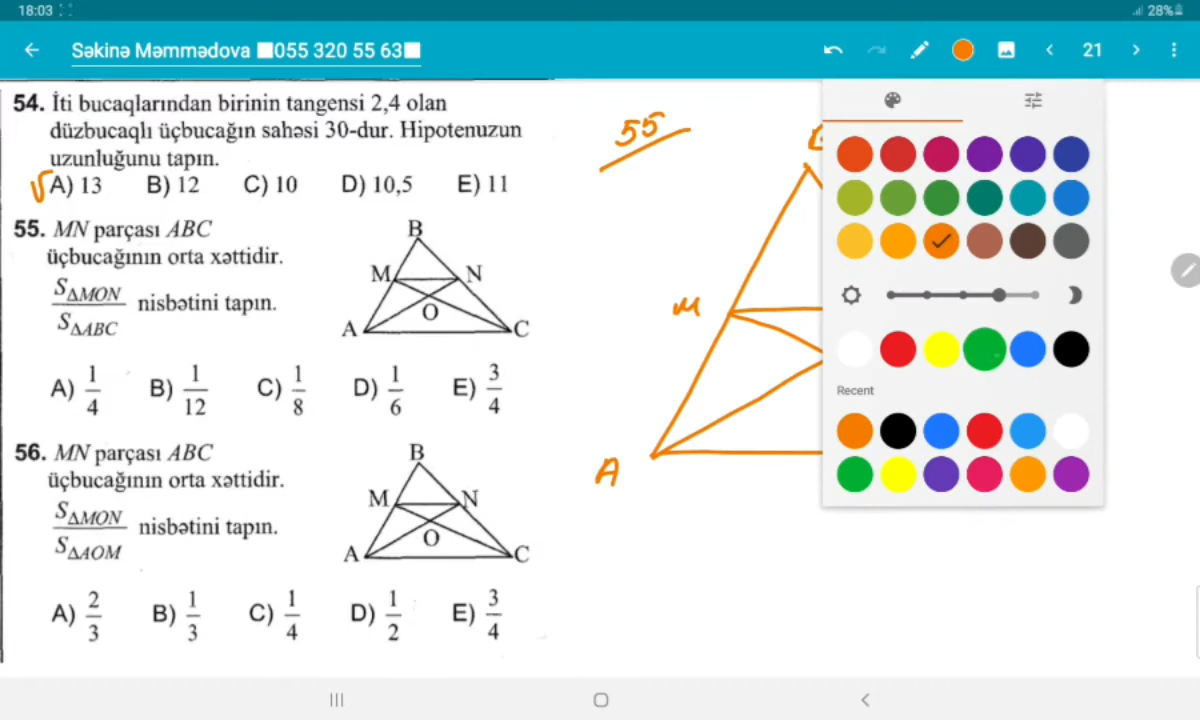 18:03
28%
Səkinə Məmmədova 055 320 55 63
21
54. İti bucaqlarından birinin tangensi 2,4 olan
düzbucaqlı üçbucağın sahəsi 30-dur. Hipotenuzun
uzunluğunu tapın.
A) 13 B) 12 C) 10 D) 10,5 E) 11
55. MN parçası ABC
üçbucağının orta xəttidir.
S∆MON / S∆ABC nisbətini tapın.
B
M N
O
A C
A) 1/4 B) 1/12 C) 1/8 D) 1/6 E) 3/4
56. MN parçası ABC
üçbucağının orta xəttidir.
S∆MON / S∆AOM nisbətini tapın.
B
M N
O
A C
A) 2/3 B) 1/3 C) 1/4 D) 1/2 E) 3/4
55
M
A
Recent